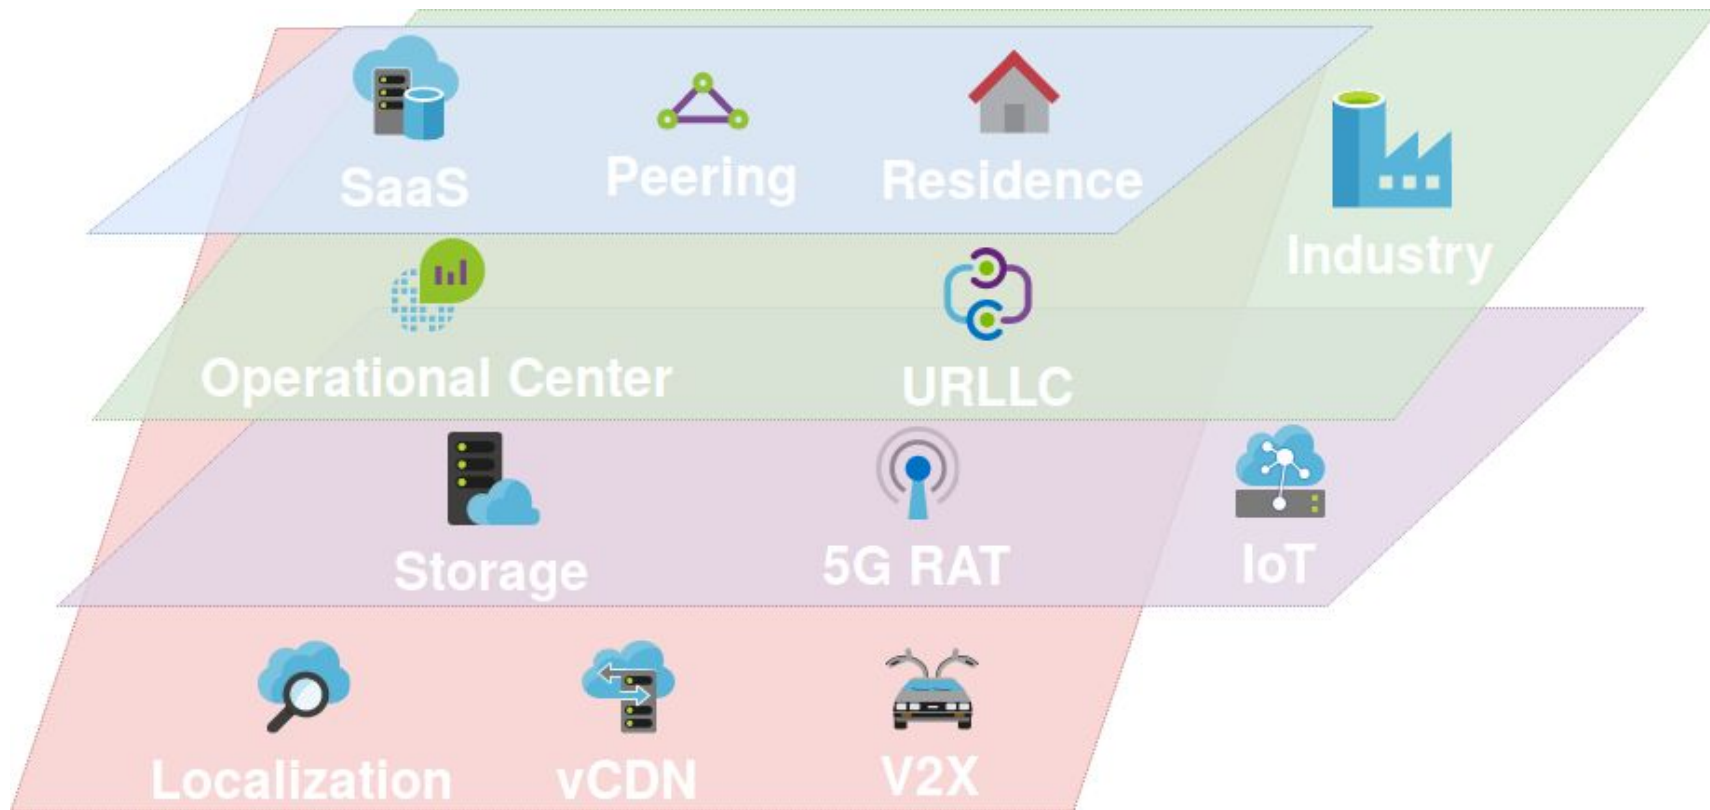 SaaS
Peering
Residence
Industry
Operational Center
URLLC
Storage
5G RAT
IoT
Localization
vCDN
V2X